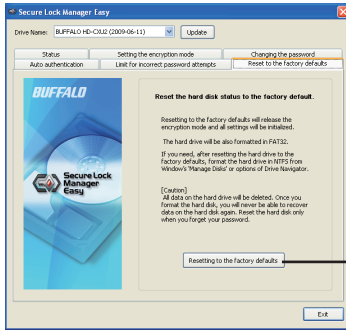 Secure Lock Manager Easy
Drive Name: BUFFALO HD-CXU2 (2009-06-11) Update
Status Setting the encryption mode Changing the password
Auto authentication Limit for incorrect password attempts Reset to the factory defaults
BUFFALO
Secure Lock
Manager
Easy
Reset the hard disk status to the factory default.
Resetting to the factory defaults will release the
encryption mode and all settings will be initialized.
The hard drive will be also formatted in FAT32.
If you need, after resetting the hard drive to the
factory defaults, format the hard drive in NTFS from
Window's 'Manage Disks' or options of Drive Navigator.
[Caution]
All data on the hard drive will be deleted. Once you
format the hard disk, you will never be able to recover
data on the hard disk again. Reset the hard disk only
when you forget your password.
Resetting to the factory defaults
Exit